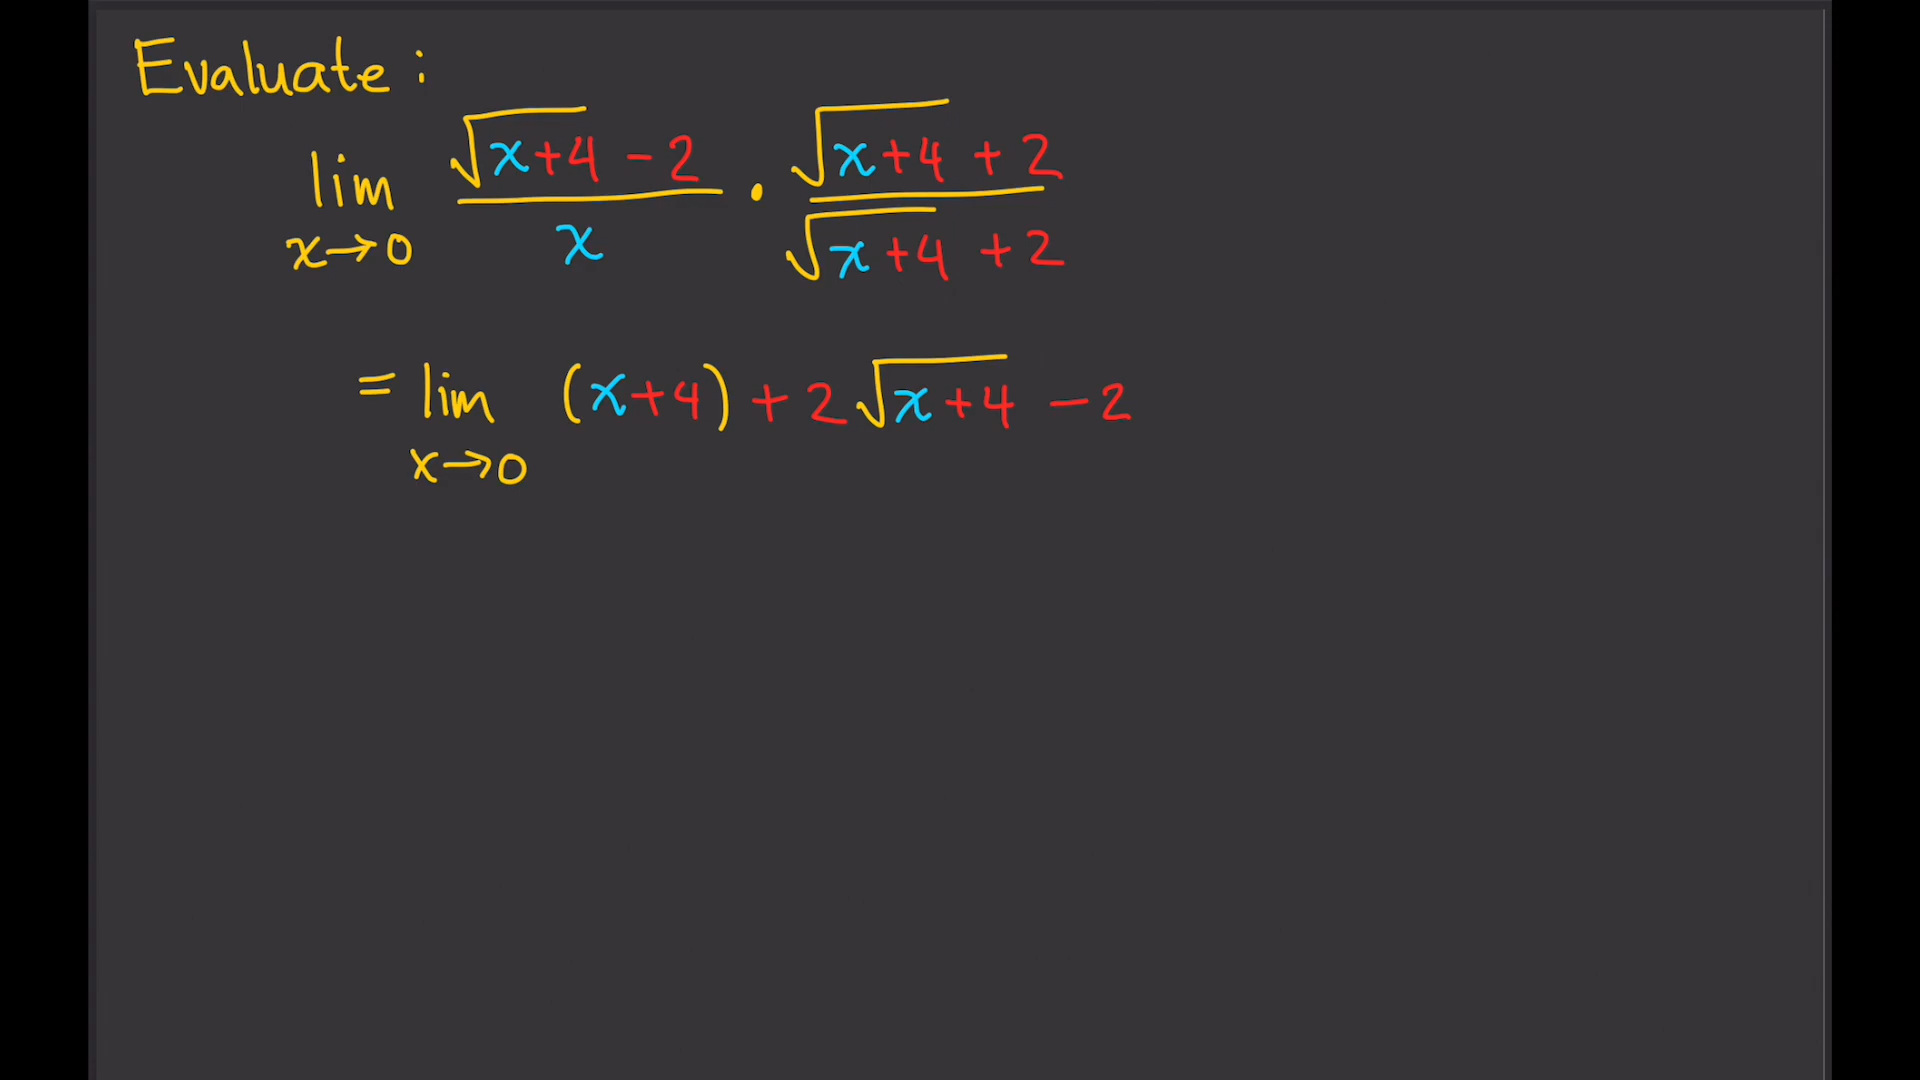 Evaluate:
lim x→0 (√(x+4) - 2)/x · (√(x+4) + 2)/(√(x+4) + 2)
= lim x→0 (x+4) + 2√(x+4) - 2